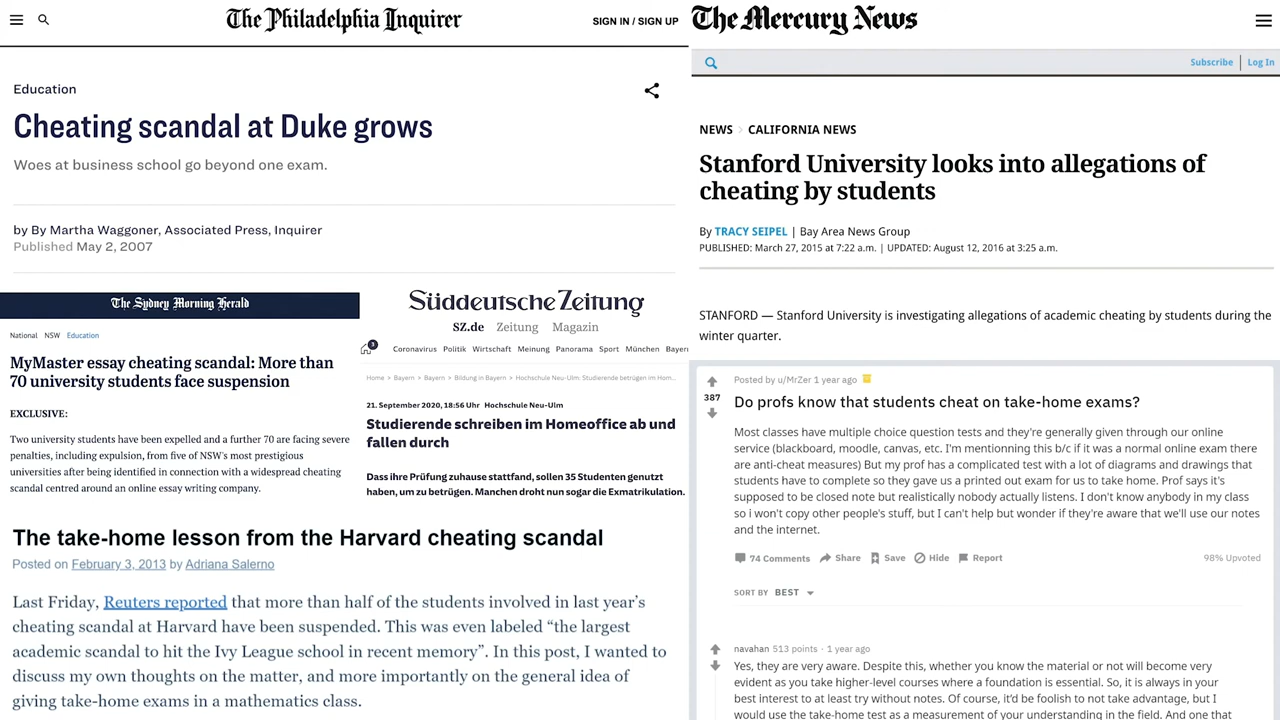 The Philadelphia Inquirer
SIGN IN / SIGN UP
Education
Cheating scandal at Duke grows
Woes at business school go beyond one exam.
by By Martha Waggoner, Associated Press, Inquirer
Published May 2, 2007
The Mercury News
Subscribe
Log In
NEWS > CALIFORNIA NEWS
Stanford University looks into allegations of
cheating by students
By TRACY SEIPEL | Bay Area News Group
PUBLISHED: March 27, 2015 at 7:22 a.m. | UPDATED: August 12, 2016 at 3:25 a.m.
STANFORD — Stanford University is investigating allegations of academic cheating by students during the
winter quarter.
The Sydney Morning Herald
National NSW Education
MyMaster essay cheating scandal: More than
70 university students face suspension
EXCLUSIVE:
Two university students have been expelled and a further 70 are facing severe
penalties, including expulsion, from five of NSW's most prestigious
universities after being identified in connection with a widespread cheating
scandal centred around an online essay writing company.
Süddeutsche Zeitung
SZ.de Zeitung Magazin
3
Coronavirus Politik Wirtschaft Meinung Panorama Sport München Bayern
Home > Bayern > Bayern > Bildung in Bayern > Hochschule Neu-Ulm: Studierende betrügen im Hom...
21. September 2020, 18:56 Uhr Hochschule Neu-Ulm
Studierende schreiben im Homeoffice ab und
fallen durch
Dass ihre Prüfung zuhause stattfand, sollen 35 Studenten genutzt
haben, um zu betrügen. Manchen droht nun sogar die Exmatrikulation.
The take-home lesson from the Harvard cheating scandal
Posted on February 3, 2013 by Adriana Salerno
Last Friday, Reuters reported that more than half of the students involved in last year's
cheating scandal at Harvard have been suspended. This was even labeled “the largest
academic scandal to hit the Ivy League school in recent memory”. In this post, I wanted to
discuss my own thoughts on the matter, and more importantly on the general idea of
giving take-home exams in a mathematics class.
387
Posted by u/MrZer 1 year ago
Do profs know that students cheat on take-home exams?
Most classes have multiple choice question tests and they're generally given through our online
service (blackboard, moodle, canvas, etc. I'm mentionning this b/c if it was a normal online exam there
are anti-cheat measures) But my prof has a complicated test with a lot of diagrams and drawings that
students have to complete so they gave us a printed out exam for us to take home. Prof says it's
supposed to be closed note but realistically nobody actually listens. I don't know anybody in my class
so i won't copy other people's stuff, but I can't help but wonder if they're aware that we'll use our notes
and the internet.
74 Comments Share Save Hide Report
98% Upvoted
SORT BY BEST
navahan 513 points · 1 year ago
Yes, they are very aware. Despite this, whether you know the material or not will become very
evident as you take higher-level courses where a foundation is essential. So, it is always in your
best interest to at least try without notes. Of course, it'd be foolish to not take advantage, but I
would use the take-home test as a measurement of your understanding in the field. And one that